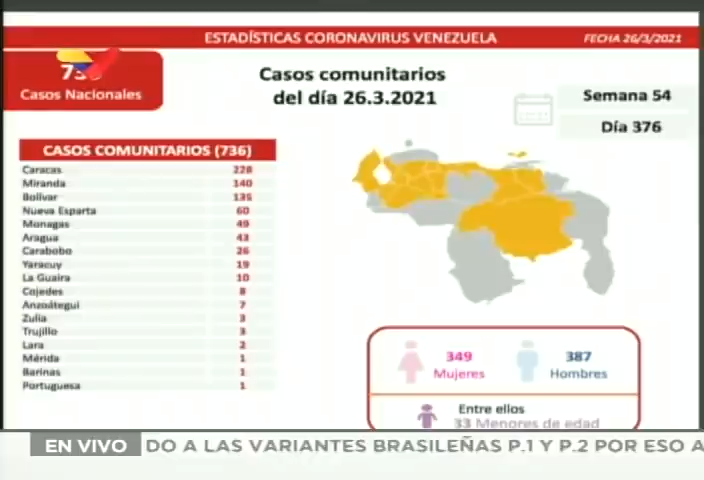 ESTADÍSTICAS CORONAVIRUS VENEZUELA
FECHA 26/3/2021
Casos Nacionales
Casos comunitarios
del día 26.3.2021
Semana 54
Día 376
CASOS COMUNITARIOS (736)
Caracas 228
Miranda 140
Bolívar 135
Nueva Esparta 60
Monagas 49
Aragua 43
Carabobo 26
Yaracuy 19
La Guaira 10
Cojedes 8
Anzoátegui 7
Zulia 3
Trujillo 3
Lara 2
Mérida 1
Barinas 1
Portuguesa 1
349
Mujeres
387
Hombres
Entre ellos
33 Menores de edad
EN VIVO DO A LAS VARIANTES BRASILEÑAS P.1 Y P.2 POR ESO A